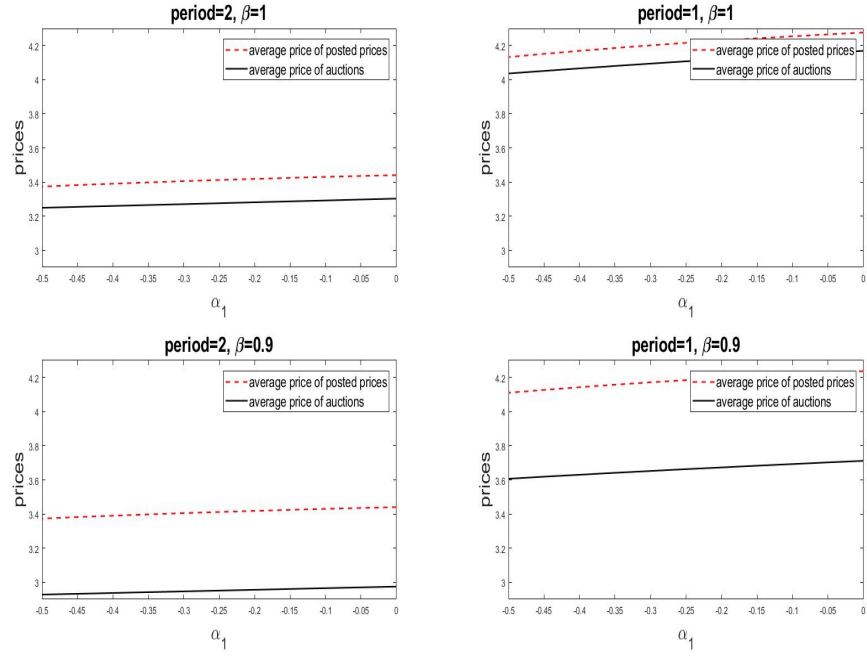 period=2, β=1
average price of posted prices
average price of auctions
prices
4.2
4
3.8
3.6
3.4
3.2
3
-0.5 -0.45 -0.4 -0.35 -0.3 -0.25 -0.2 -0.15 -0.1 -0.05 0
α1
period=1, β=1
average price of posted prices
average price of auctions
prices
4.2
4
3.8
3.6
3.4
3.2
3
-0.5 -0.45 -0.4 -0.35 -0.3 -0.25 -0.2 -0.15 -0.1 -0.05 0
α1
period=2, β=0.9
average price of posted prices
average price of auctions
prices
4.2
4
3.8
3.6
3.4
3.2
3
-0.5 -0.45 -0.4 -0.35 -0.3 -0.25 -0.2 -0.15 -0.1 -0.05 0
α1
period=1, β=0.9
average price of posted prices
average price of auctions
prices
4.2
4
3.8
3.6
3.4
3.2
3
-0.5 -0.45 -0.4 -0.35 -0.3 -0.25 -0.2 -0.15 -0.1 -0.05 0
α1